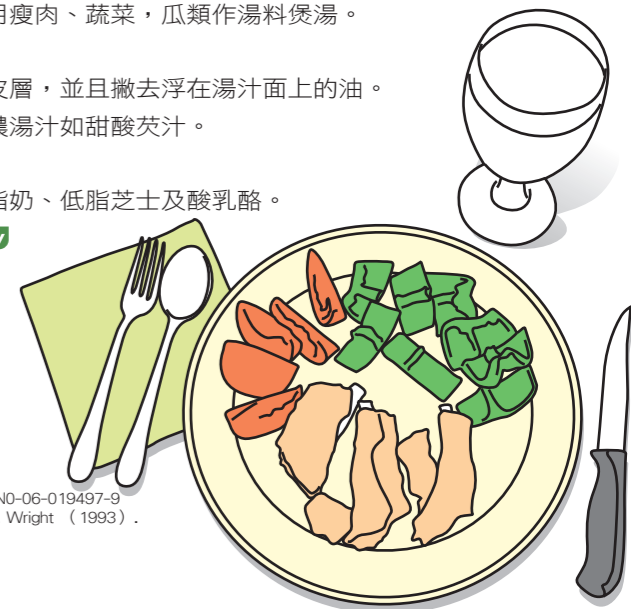 瘦肉、蔬菜，瓜類作湯料煲湯。
皮層，並且撇去浮在湯汁面上的油。
濃湯汁如甜酸芡汁。
脂奶、低脂芝士及酸乳酪。
N0-06-019497-9
Wright （1993）.